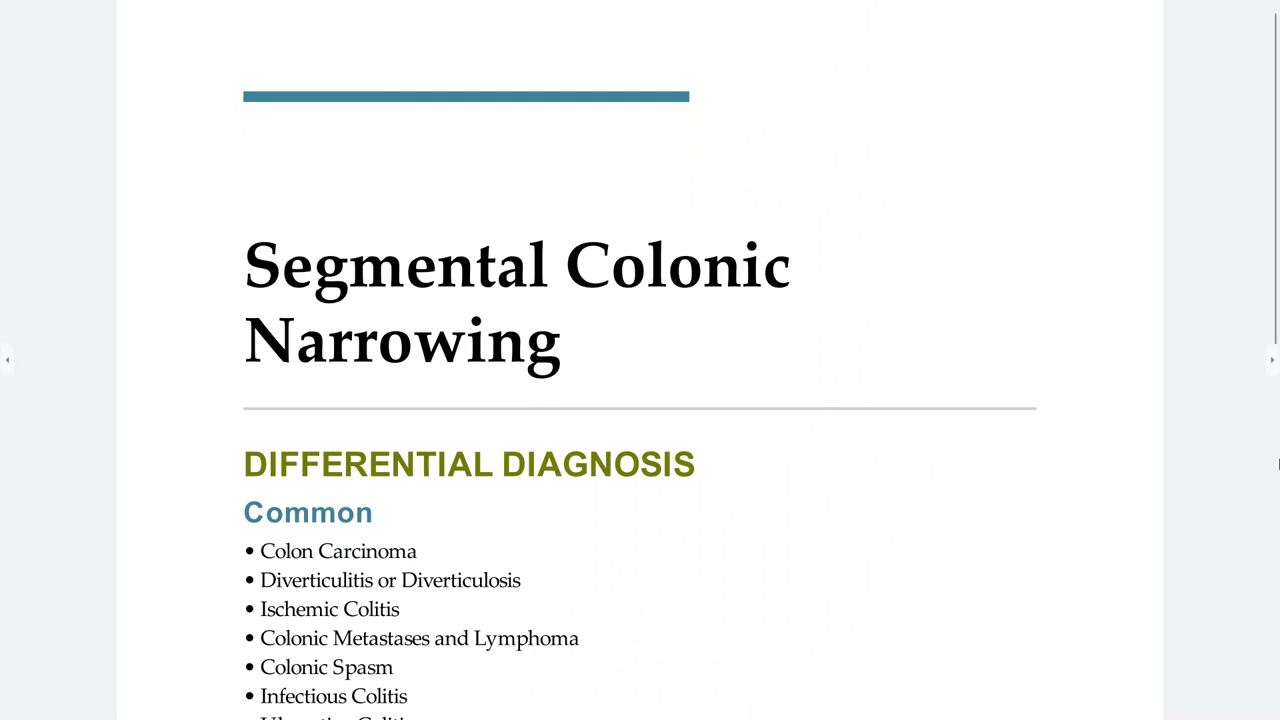 Segmental Colonic
Narrowing
DIFFERENTIAL DIAGNOSIS
Common
• Colon Carcinoma
• Diverticulitis or Diverticulosis
• Ischemic Colitis
• Colonic Metastases and Lymphoma
• Colonic Spasm
• Infectious Colitis